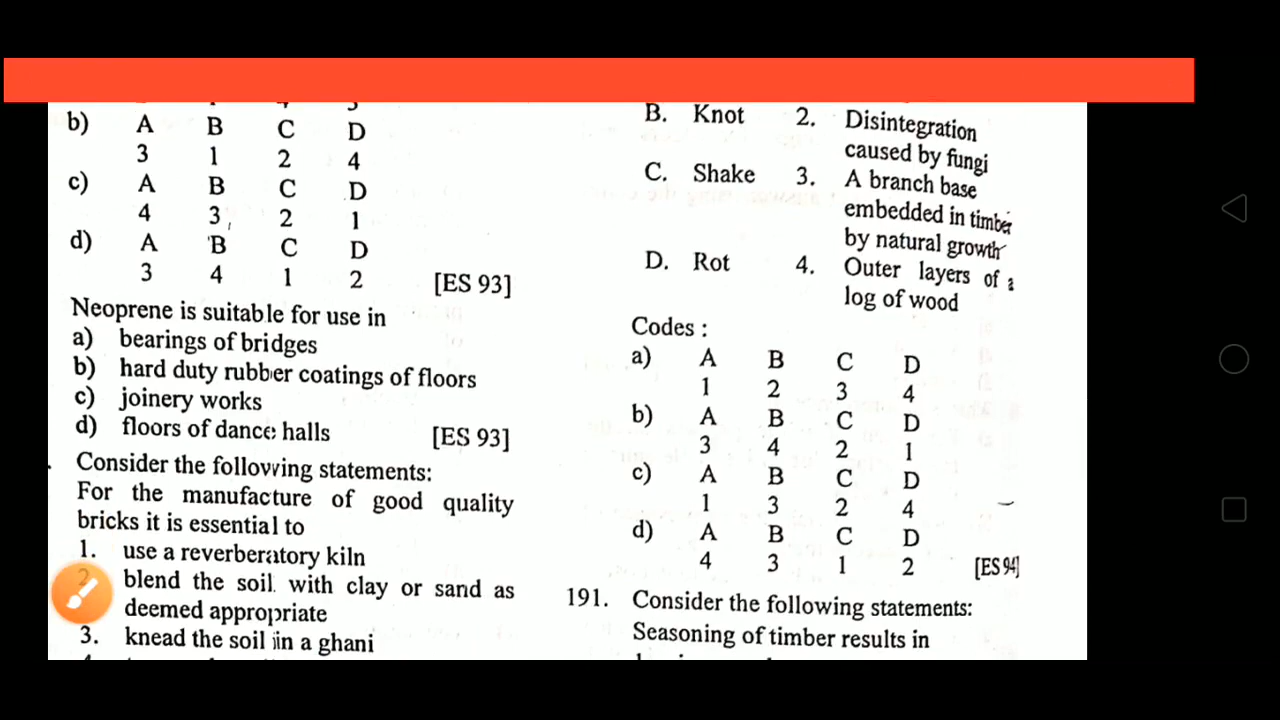 b) A B C D
3 1 2 4
c) A B C D
4 3 2 1
d) A B C D
3 4 1 2 [ES 93]
Neoprene is suitable for use in
a) bearings of bridges
b) hard duty rubber coatings of floors
c) joinery works
d) floors of dance halls [ES 93]
Consider the following statements:
For the manufacture of good quality
bricks it is essential to
1. use a reverberatory kiln
2. blend the soil with clay or sand as
deemed appropriate
3. knead the soil in a ghani
B. Knot 2. Disintegration
caused by fungi
C. Shake 3. A branch base
embedded in timber
by natural growth
D. Rot 4. Outer layers of a
log of wood
Codes :
a) A B C D
1 2 3 4
b) A B C D
3 4 2 1
c) A B C D
1 3 2 4
d) A B C D
4 3 1 2 [ES 94]
191. Consider the following statements:
Seasoning of timber results in